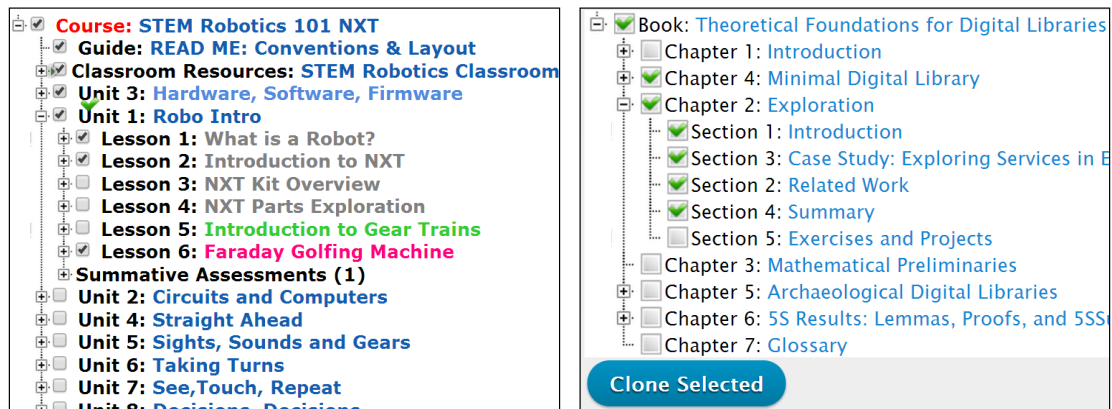 Course: STEM Robotics 101 NXT
Guide: READ ME: Conventions & Layout
Classroom Resources: STEM Robotics Classroom
Unit 3: Hardware, Software, Firmware
Unit 1: Robo Intro
Lesson 1: What is a Robot?
Lesson 2: Introduction to NXT
Lesson 3: NXT Kit Overview
Lesson 4: NXT Parts Exploration
Lesson 5: Introduction to Gear Trains
Lesson 6: Faraday Golfing Machine
Summative Assessments (1)
Unit 2: Circuits and Computers
Unit 4: Straight Ahead
Unit 5: Sights, Sounds and Gears
Unit 6: Taking Turns
Unit 7: See,Touch, Repeat
Unit 8: Decisions, Decisions
Book: Theoretical Foundations for Digital Libraries
Chapter 1: Introduction
Chapter 4: Minimal Digital Library
Chapter 2: Exploration
Section 1: Introduction
Section 3: Case Study: Exploring Services in E
Section 2: Related Work
Section 4: Summary
Section 5: Exercises and Projects
Chapter 3: Mathematical Preliminaries
Chapter 5: Archaeological Digital Libraries
Chapter 6: 5S Results: Lemmas, Proofs, and 5SSu
Chapter 7: Glossary
Clone Selected